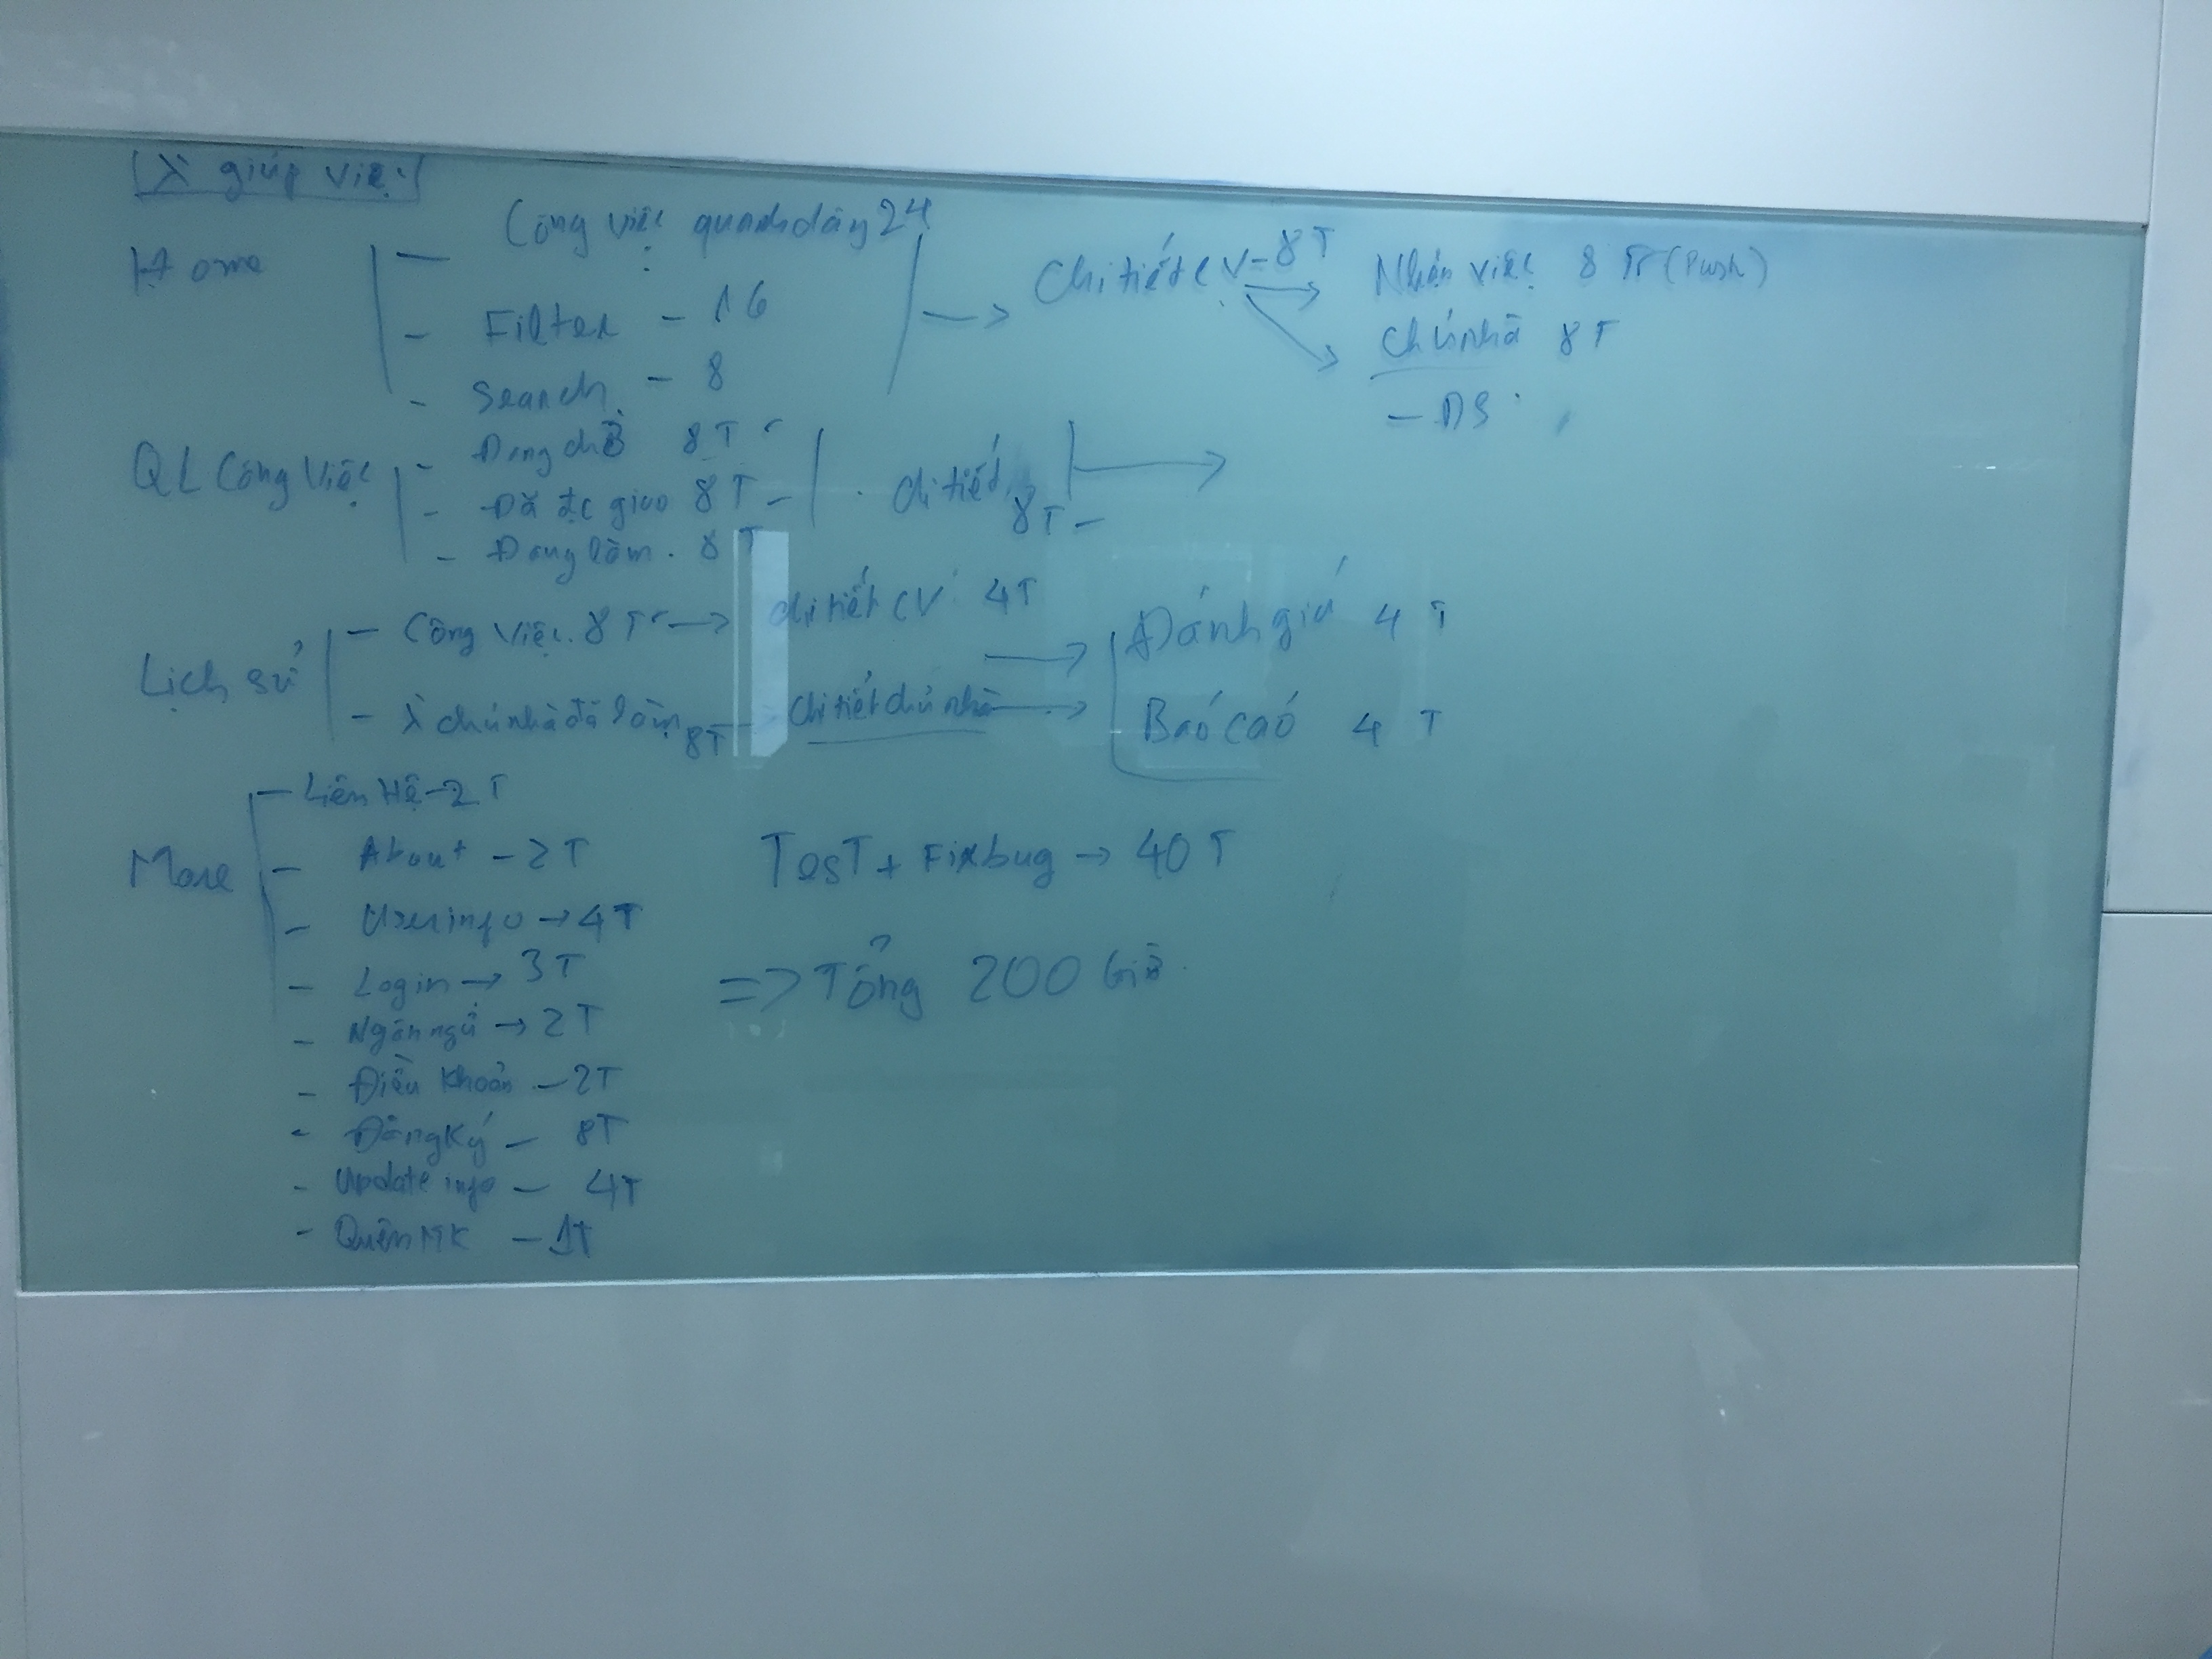 λ giúp việc
Công việc quanh đây 24
Home
- Filter - 16
- Search - 8
Chi tiết CV - 8T
Nhận việc 8 Tr (Push)
Chủ nhà 8T
- DS
QL Công Việc
- Đang chờ 8T
- Đã đc giao 8T -
- Đang làm. 8T
Chi tiết 8T -
Lịch sử
- Công việc. 8T → chi tiết CV 4T
- λ chủ nhà đã làm 8T → chi tiết chủ nhà
Đánh giá 4T
Báo cáo 4T
More
- Liên Hệ - 2T
- About - 2T
- User info → 4T
- Login → 3T
- Ngôn ngữ → 2T
- Điều khoản - 2T
- Đăng Ký - 8T
- Update info - 4T
- Quên MK - 1T
Test + Fixbug → 40T
=> Tổng 200 Giờ